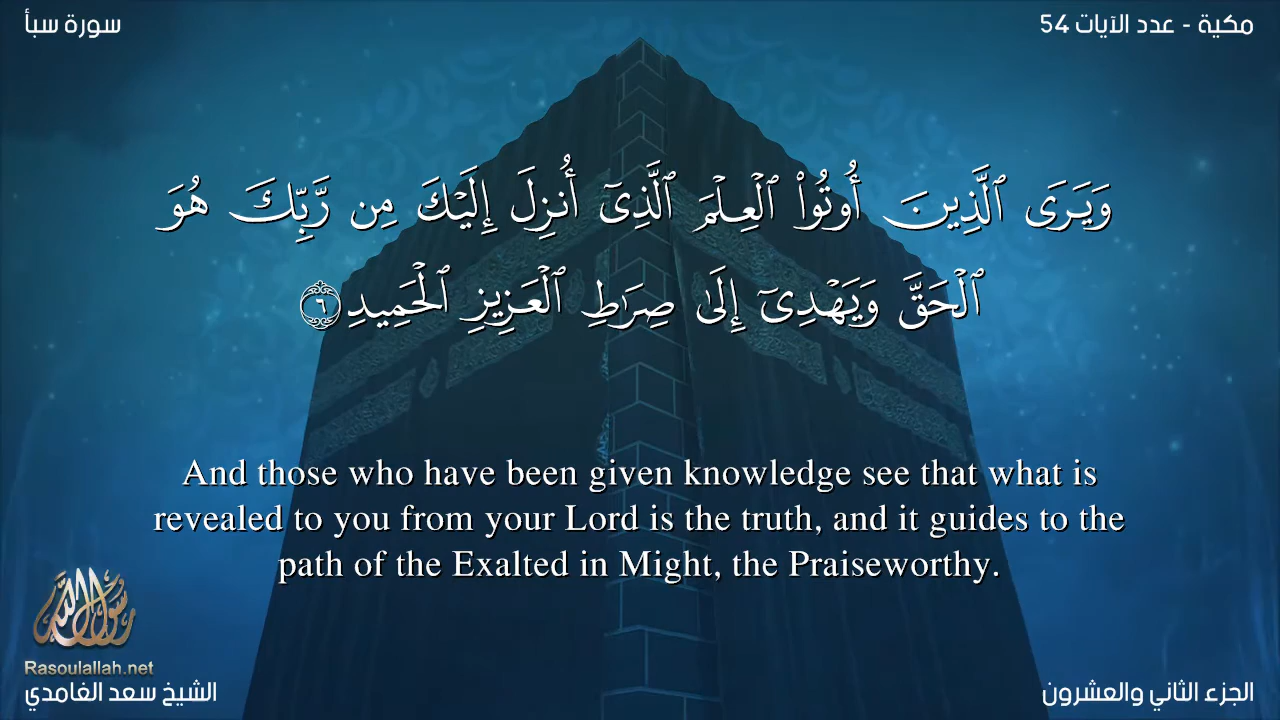 مكية - عدد الآيات 54
سورة سبأ
وَيَرَى ٱلَّذِينَ أُوتُوا۟ ٱلْعِلْمَ ٱلَّذِىٓ أُنزِلَ إِلَيْكَ مِن رَّبِّكَ هُوَ
ٱلْحَقَّ وَيَهْدِىٓ إِلَىٰ صِرَٰطِ ٱلْعَزِيزِ ٱلْحَمِيدِ ٦
And those who have been given knowledge see that what is
revealed to you from your Lord is the truth, and it guides to the
path of the Exalted in Might, the Praiseworthy.
رسول الله
Rasoulallah.net
الجزء الثاني والعشرون
الشيخ سعد الغامدي